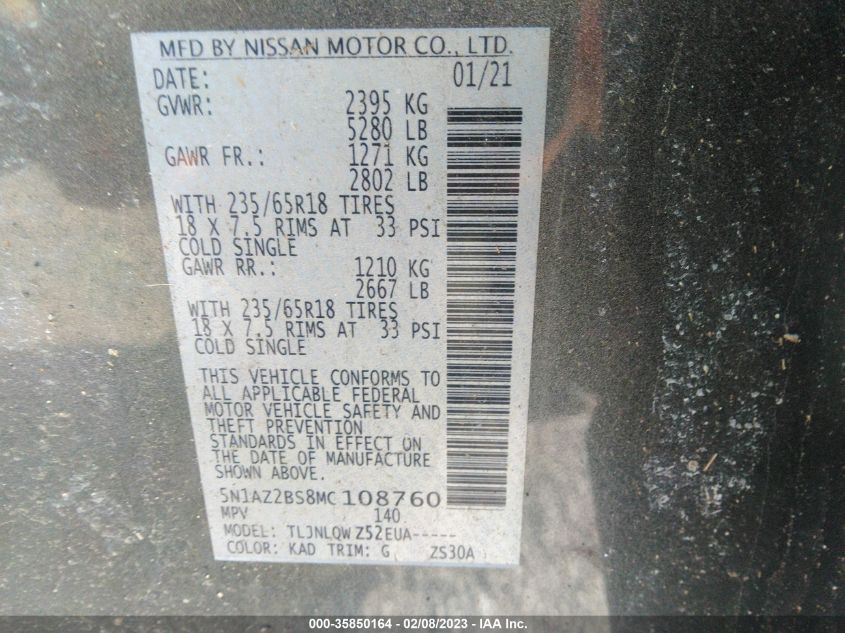 MFD BY NISSAN MOTOR CO., LTD.
DATE: 01/21
GVWR: 2395 KG
5280 LB
GAWR FR.: 1271 KG
2802 LB
WITH 235/65R18 TIRES
18 X 7.5 RIMS AT 33 PSI
COLD SINGLE
GAWR RR.: 1210 KG
2667 LB
WITH 235/65R18 TIRES
18 X 7.5 RIMS AT 33 PSI
COLD SINGLE
THIS VEHICLE CONFORMS TO
ALL APPLICABLE FEDERAL
MOTOR VEHICLE SAFETY AND
THEFT PREVENTION
STANDARDS IN EFFECT ON
THE DATE OF MANUFACTURE
SHOWN ABOVE.
5N1AZ2BS8MC108760
MPV 140
MODEL: TLJNLQW Z52EUA-----
COLOR: KAD TRIM: G ZS30A
000-35850164 - 02/08/2023 - IAA Inc.